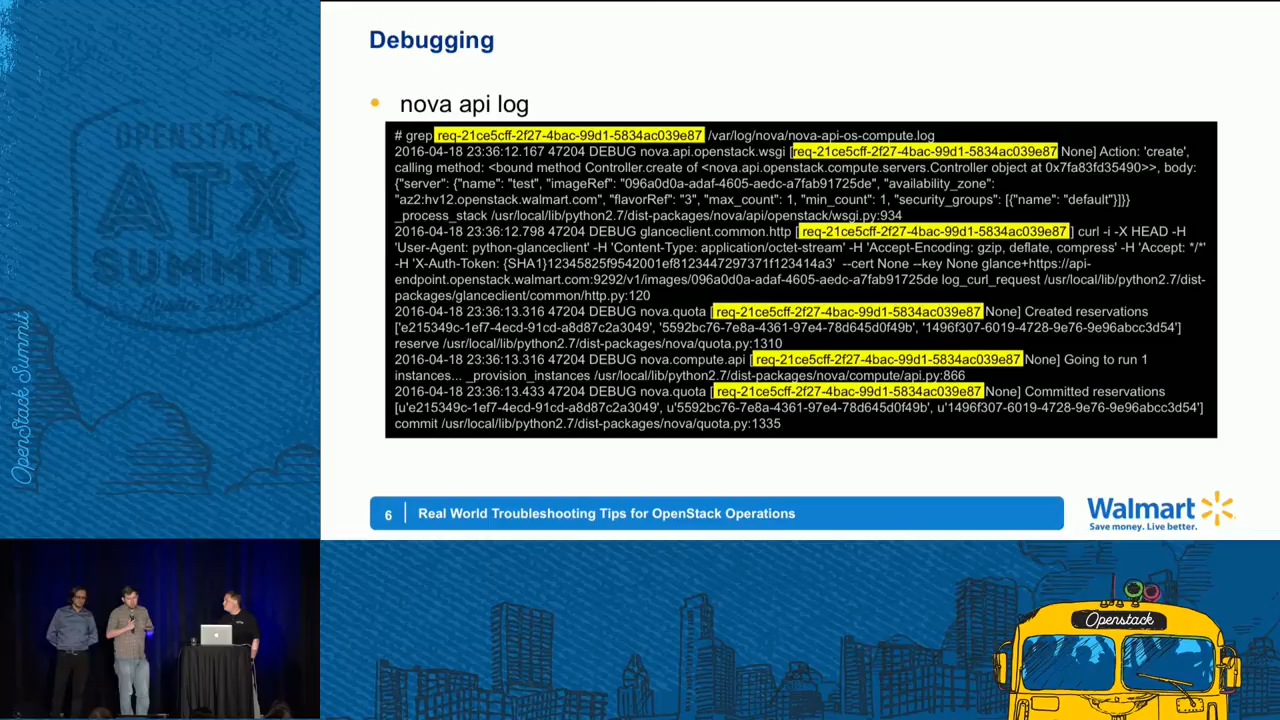 OPENSTACK
ATX
SUMMIT
Austin 2016
OpenStack Summit
Debugging
• nova api log
# grep req-21ce5cff-2f27-4bac-99d1-5834ac039e87 /var/log/nova/nova-api-os-compute.log
2016-04-18 23:36:12.167 47204 DEBUG nova.api.openstack.wsgi [req-21ce5cff-2f27-4bac-99d1-5834ac039e87 None] Action: 'create',
calling method: <bound method Controller.create of <nova.api.openstack.compute.servers.Controller object at 0x7fa83fd35490>>, body:
{"server": {"name": "test", "imageRef": "096a0d0a-adaf-4605-aedc-a7fab91725de", "availability_zone":
"az2:hv12.openstack.walmart.com", "flavorRef": "3", "max_count": 1, "min_count": 1, "security_groups": [{"name": "default"}]}}
_process_stack /usr/local/lib/python2.7/dist-packages/nova/api/openstack/wsgi.py:934
2016-04-18 23:36:12.798 47204 DEBUG glanceclient.common.http [ req-21ce5cff-2f27-4bac-99d1-5834ac039e87 ] curl -i -X HEAD -H
'User-Agent: python-glanceclient' -H 'Content-Type: application/octet-stream' -H 'Accept-Encoding: gzip, deflate, compress' -H 'Accept: */*'
-H 'X-Auth-Token: {SHA1}12345825f9542001ef8123447297371f123414a3' --cert None --key None glance+https://api-
endpoint.openstack.walmart.com:9292/v1/images/096a0d0a-adaf-4605-aedc-a7fab91725de log_curl_request /usr/local/lib/python2.7/dist-
packages/glanceclient/common/http.py:120
2016-04-18 23:36:13.316 47204 DEBUG nova.quota [ req-21ce5cff-2f27-4bac-99d1-5834ac039e87 None] Created reservations
['e215349c-1ef7-4ecd-91cd-a8d87c2a3049', '5592bc76-7e8a-4361-97e4-78d645d0f49b', '1496f307-6019-4728-9e76-9e96abcc3d54']
reserve /usr/local/lib/python2.7/dist-packages/nova/quota.py:1310
2016-04-18 23:36:13.316 47204 DEBUG nova.compute.api [ req-21ce5cff-2f27-4bac-99d1-5834ac039e87 None] Going to run 1
instances... _provision_instances /usr/local/lib/python2.7/dist-packages/nova/compute/api.py:866
2016-04-18 23:36:13.433 47204 DEBUG nova.quota [ req-21ce5cff-2f27-4bac-99d1-5834ac039e87 None] Committed reservations
[u'e215349c-1ef7-4ecd-91cd-a8d87c2a3049', u'5592bc76-7e8a-4361-97e4-78d645d0f49b', u'1496f307-6019-4728-9e76-9e96abcc3d54']
commit /usr/local/lib/python2.7/dist-packages/nova/quota.py:1335
6 Real World Troubleshooting Tips for OpenStack Operations
Walmart
Save money. Live better.
Openstack